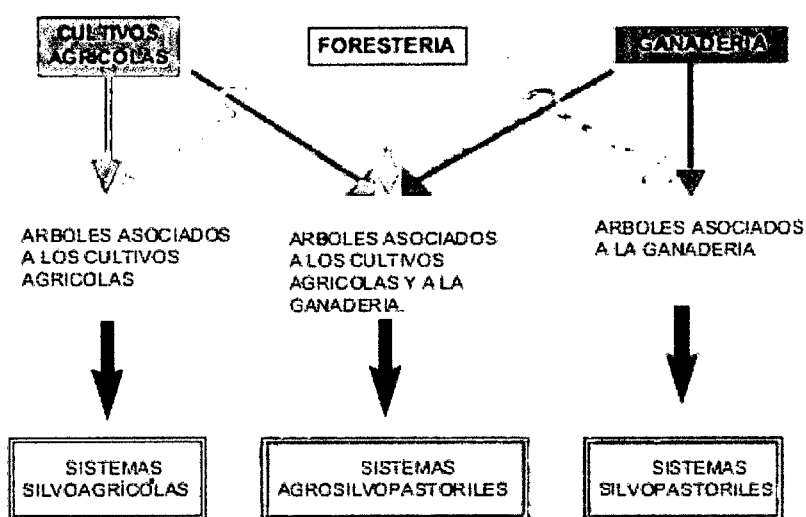 CULTIVOS
AGRICOLAS
FORESTERIA
GANADERIA
ARBOLES ASOCIADOS
A LOS CULTIVOS
AGRICOLAS
ARBOLES ASOCIADOS
A LOS CULTIVOS
AGRICOLAS Y A LA
GANADERIA.
ARBOLES ASOCIADOS
A LA GANADERIA
SISTEMAS
SILVOAGRÍCOLAS
SISTEMAS
AGROSILVOPASTORILES
SISTEMAS
SILVOPASTORILES